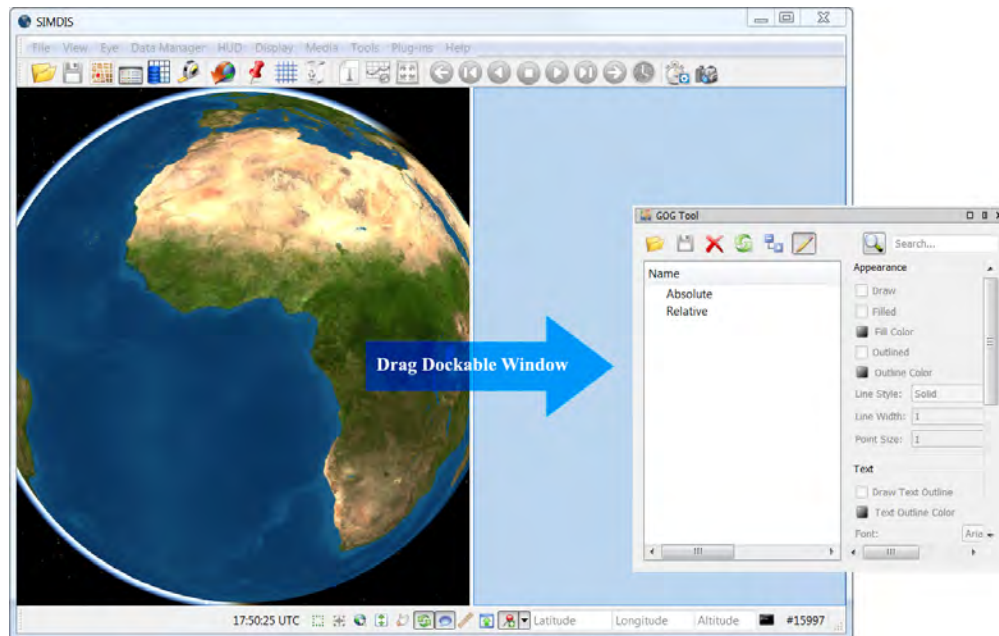 SIMDIS
File View Eye Data Manager HUD Display Media Tools Plug-ins Help
GOG Tool
Search...
Name
Absolute
Relative
Appearance
Draw
Filled
Fill Color
Outlined
Outline Color
Line Style: Solid
Line Width: 1
Point Size: 1
Text
Draw Text Outline
Text Outline Color
Font: Aria
Drag Dockable Window
17:50:25 UTC Latitude Longitude Altitude #15997